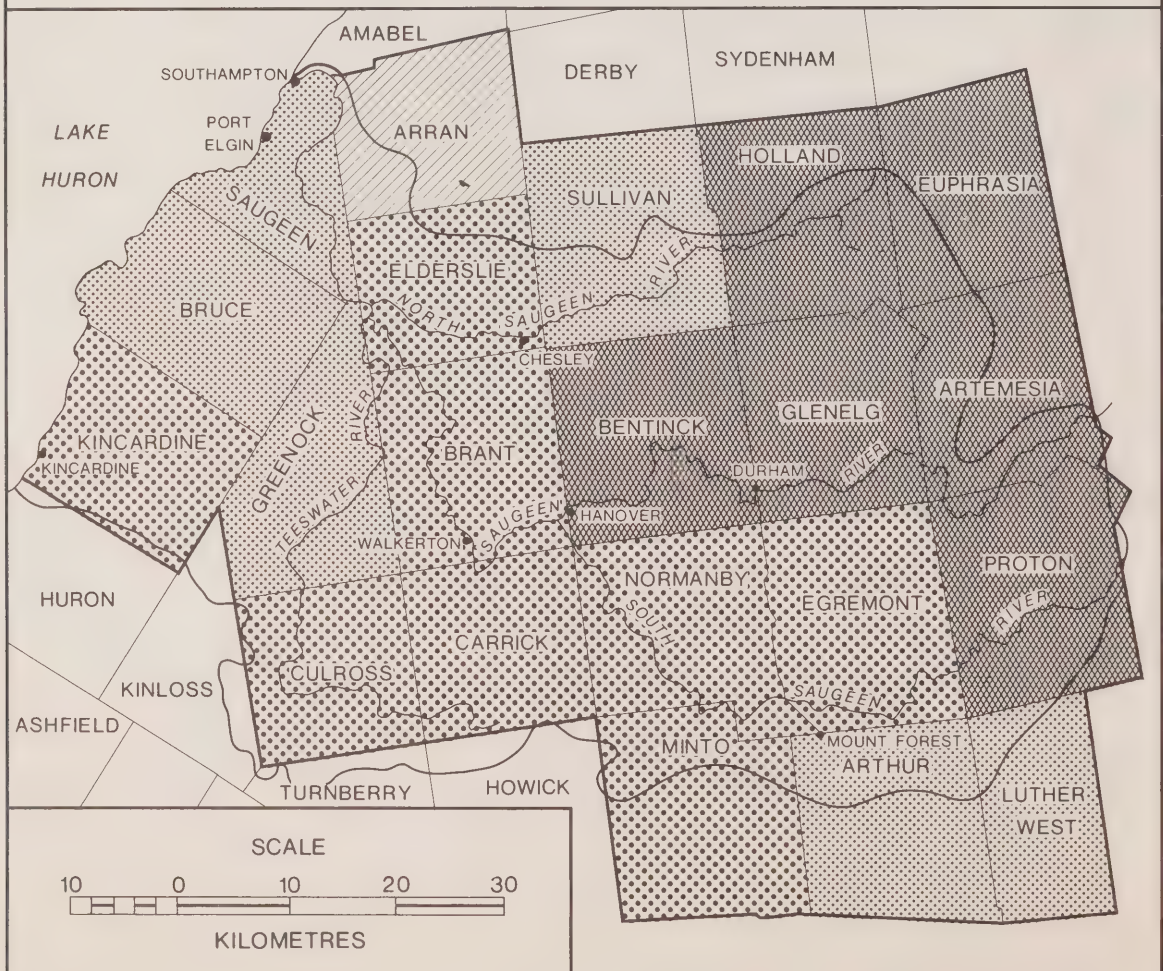 AMABEL
SOUTHAMPTON
DERBY
SYDENHAM
LAKE
HURON
PORT
ELGIN
ARRAN
HOLLAND
EUPHRASIA
SULLIVAN
SAUGEEN
ELDERSLIE
RIVER
NORTH
SAUGEEN
BRUCE
CHESLEY
ARTEMESIA
KINCARDINE
KINCARDINE
GREENOCK
RIVER
TEESWATER
BRANT
BENTINCK
GLENELG
DURHAM
RIVER
SAUGEEN
HANOVER
WALKERTON
HURON
NORMANBY
SOUTH
EGREMONT
PROTON
RIVER
CARRICK
CULROSS
KINLOSS
SAUGEEN
ASHFIELD
MINTO
MOUNT FOREST
ARTHUR
TURNBERRY
HOWICK
LUTHER
WEST
SCALE
10 0 10 20 30
KILOMETRES